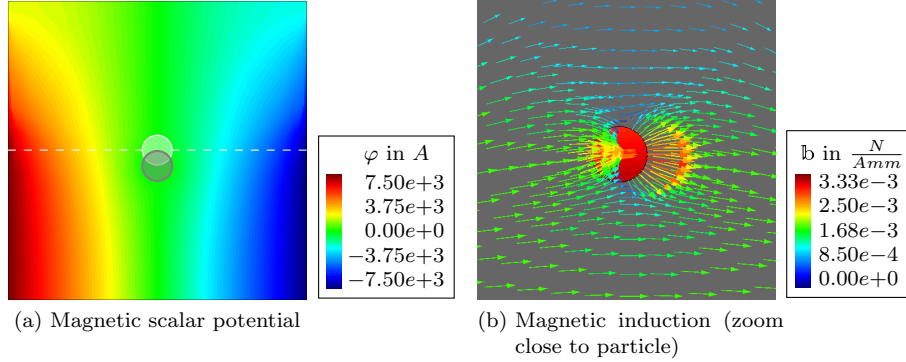 φ in A
7.50e+3
3.75e+3
0.00e+0
−3.75e+3
−7.50e+3
(a) Magnetic scalar potential
𝕓 in N/Amm
3.33e−3
2.50e−3
1.68e−3
8.50e−4
0.00e+0
(b) Magnetic induction (zoom
close to particle)